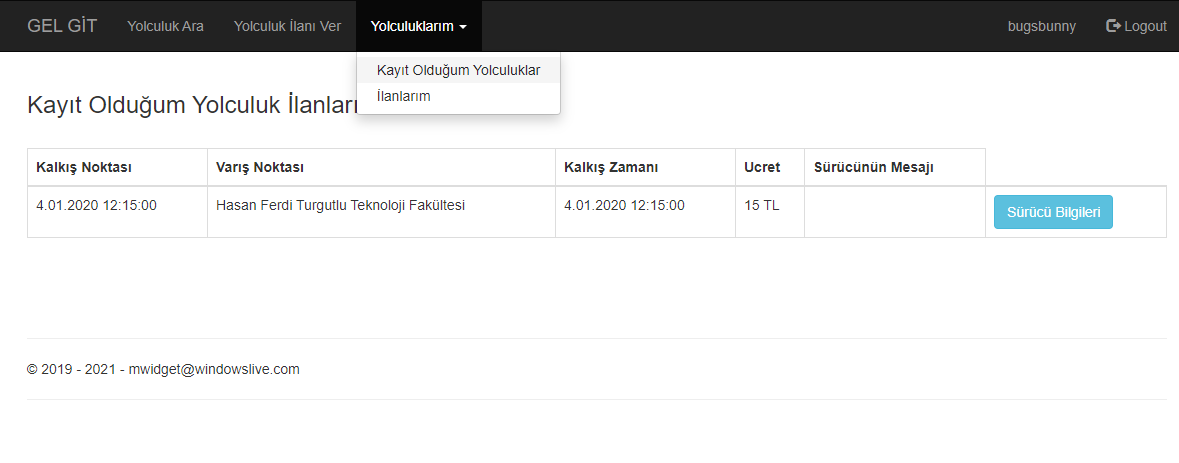 GEL GİT Yolculuk Ara Yolculuk İlanı Ver Yolculuklarım bugsbunny Logout
Kayıt Olduğum Yolculuklar
İlanlarım
Kayıt Olduğum Yolculuk İlanları
Kalkış Noktası Varış Noktası Kalkış Zamanı Ucret Sürücünün Mesajı
4.01.2020 12:15:00 Hasan Ferdi Turgutlu Teknoloji Fakültesi 4.01.2020 12:15:00 15 TL Sürücü Bilgileri
© 2019 - 2021 - mwidget@windowslive.com